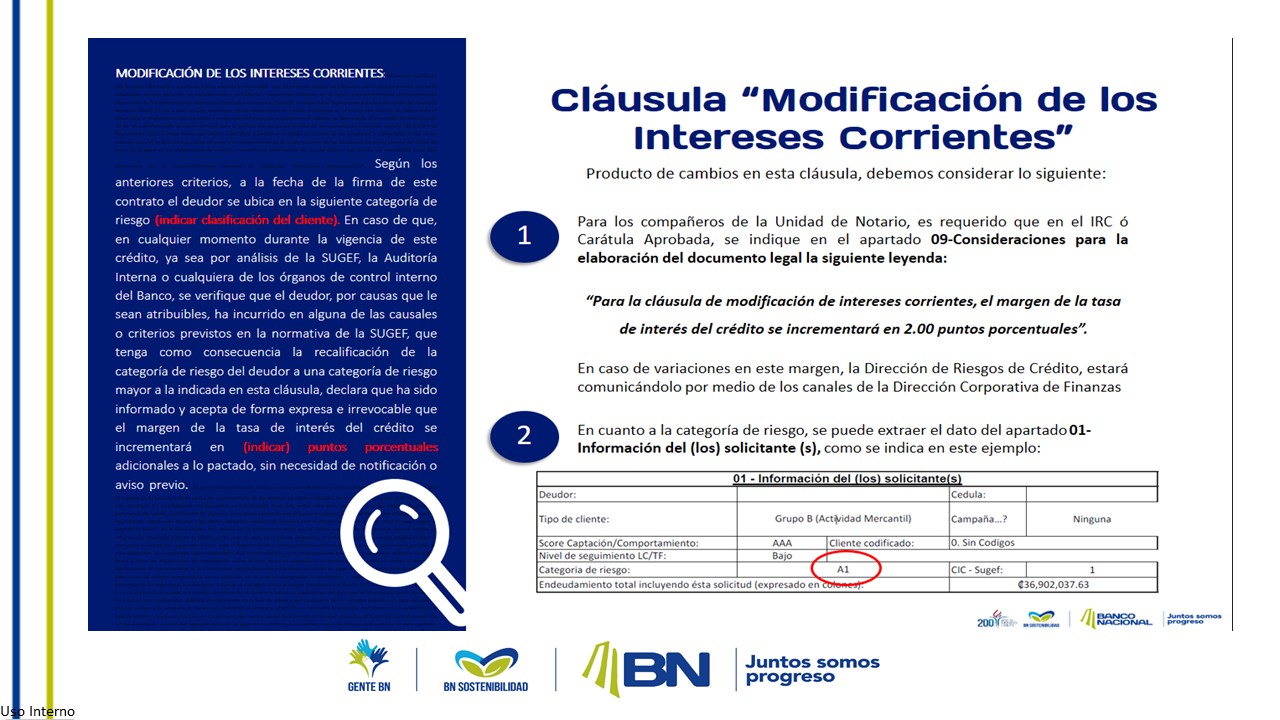 MODIFICACIÓN DE LOS INTERESES CORRIENTES:
Según los
anteriores criterios, a la fecha de la firma de este
contrato el deudor se ubica en la siguiente categoría de
riesgo (indicar clasificación del cliente). En caso de que,
en cualquier momento durante la vigencia de este
crédito, ya sea por análisis de la SUGEF, la Auditoría
Interna o cualquiera de los órganos de control interno
del Banco, se verifique que el deudor, por causas que le
sean atribuibles, ha incurrido en alguna de las causales
o criterios previstos en la normativa de la SUGEF, que
tenga como consecuencia la recalificación de la
categoría de riesgo del deudor a una categoría de riesgo
mayor a la indicada en esta cláusula, declara que ha sido
informado y acepta de forma expresa e irrevocable que
el margen de la tasa de interés del crédito se
incrementará en (indicar) puntos porcentuales
adicionales a lo pactado, sin necesidad de notificación o
aviso previo.
Cláusula “Modificación de los
Intereses Corrientes”
Producto de cambios en esta cláusula, debemos considerar lo siguiente:
1
Para los compañeros de la Unidad de Notario, es requerido que en el IRC ó
Carátula Aprobada, se indique en el apartado 09-Consideraciones para la
elaboración del documento legal la siguiente leyenda:
“Para la cláusula de modificación de intereses corrientes, el margen de la tasa
de interés del crédito se incrementará en 2.00 puntos porcentuales”.
En caso de variaciones en este margen, la Dirección de Riesgos de Crédito, estará
comunicándolo por medio de los canales de la Dirección Corporativa de Finanzas
2
En cuanto a la categoría de riesgo, se puede extraer el dato del apartado 01-
Información del (los) solicitante (s), como se indica en este ejemplo:
01 - Información del (los) solicitante(s)
Deudor: Cedula:
Tipo de cliente: Grupo B (Actividad Mercantil) Campaña...? Ninguna
Score Captación/Comportamiento: AAA Cliente codificado: 0. Sin Codigos
Nivel de seguimiento LC/TF: Bajo
Categoria de riesgo: A1 CIC - Sugef: 1
Endeudamiento total incluyendo ésta solicitud (expresado en colones): ₡36,902,037.63
200 BN SOSTENIBILIDAD BANCO NACIONAL Juntos somos progreso
GENTE BN
BN SOSTENIBILIDAD
BN
Juntos somos
progreso
Uso Interno